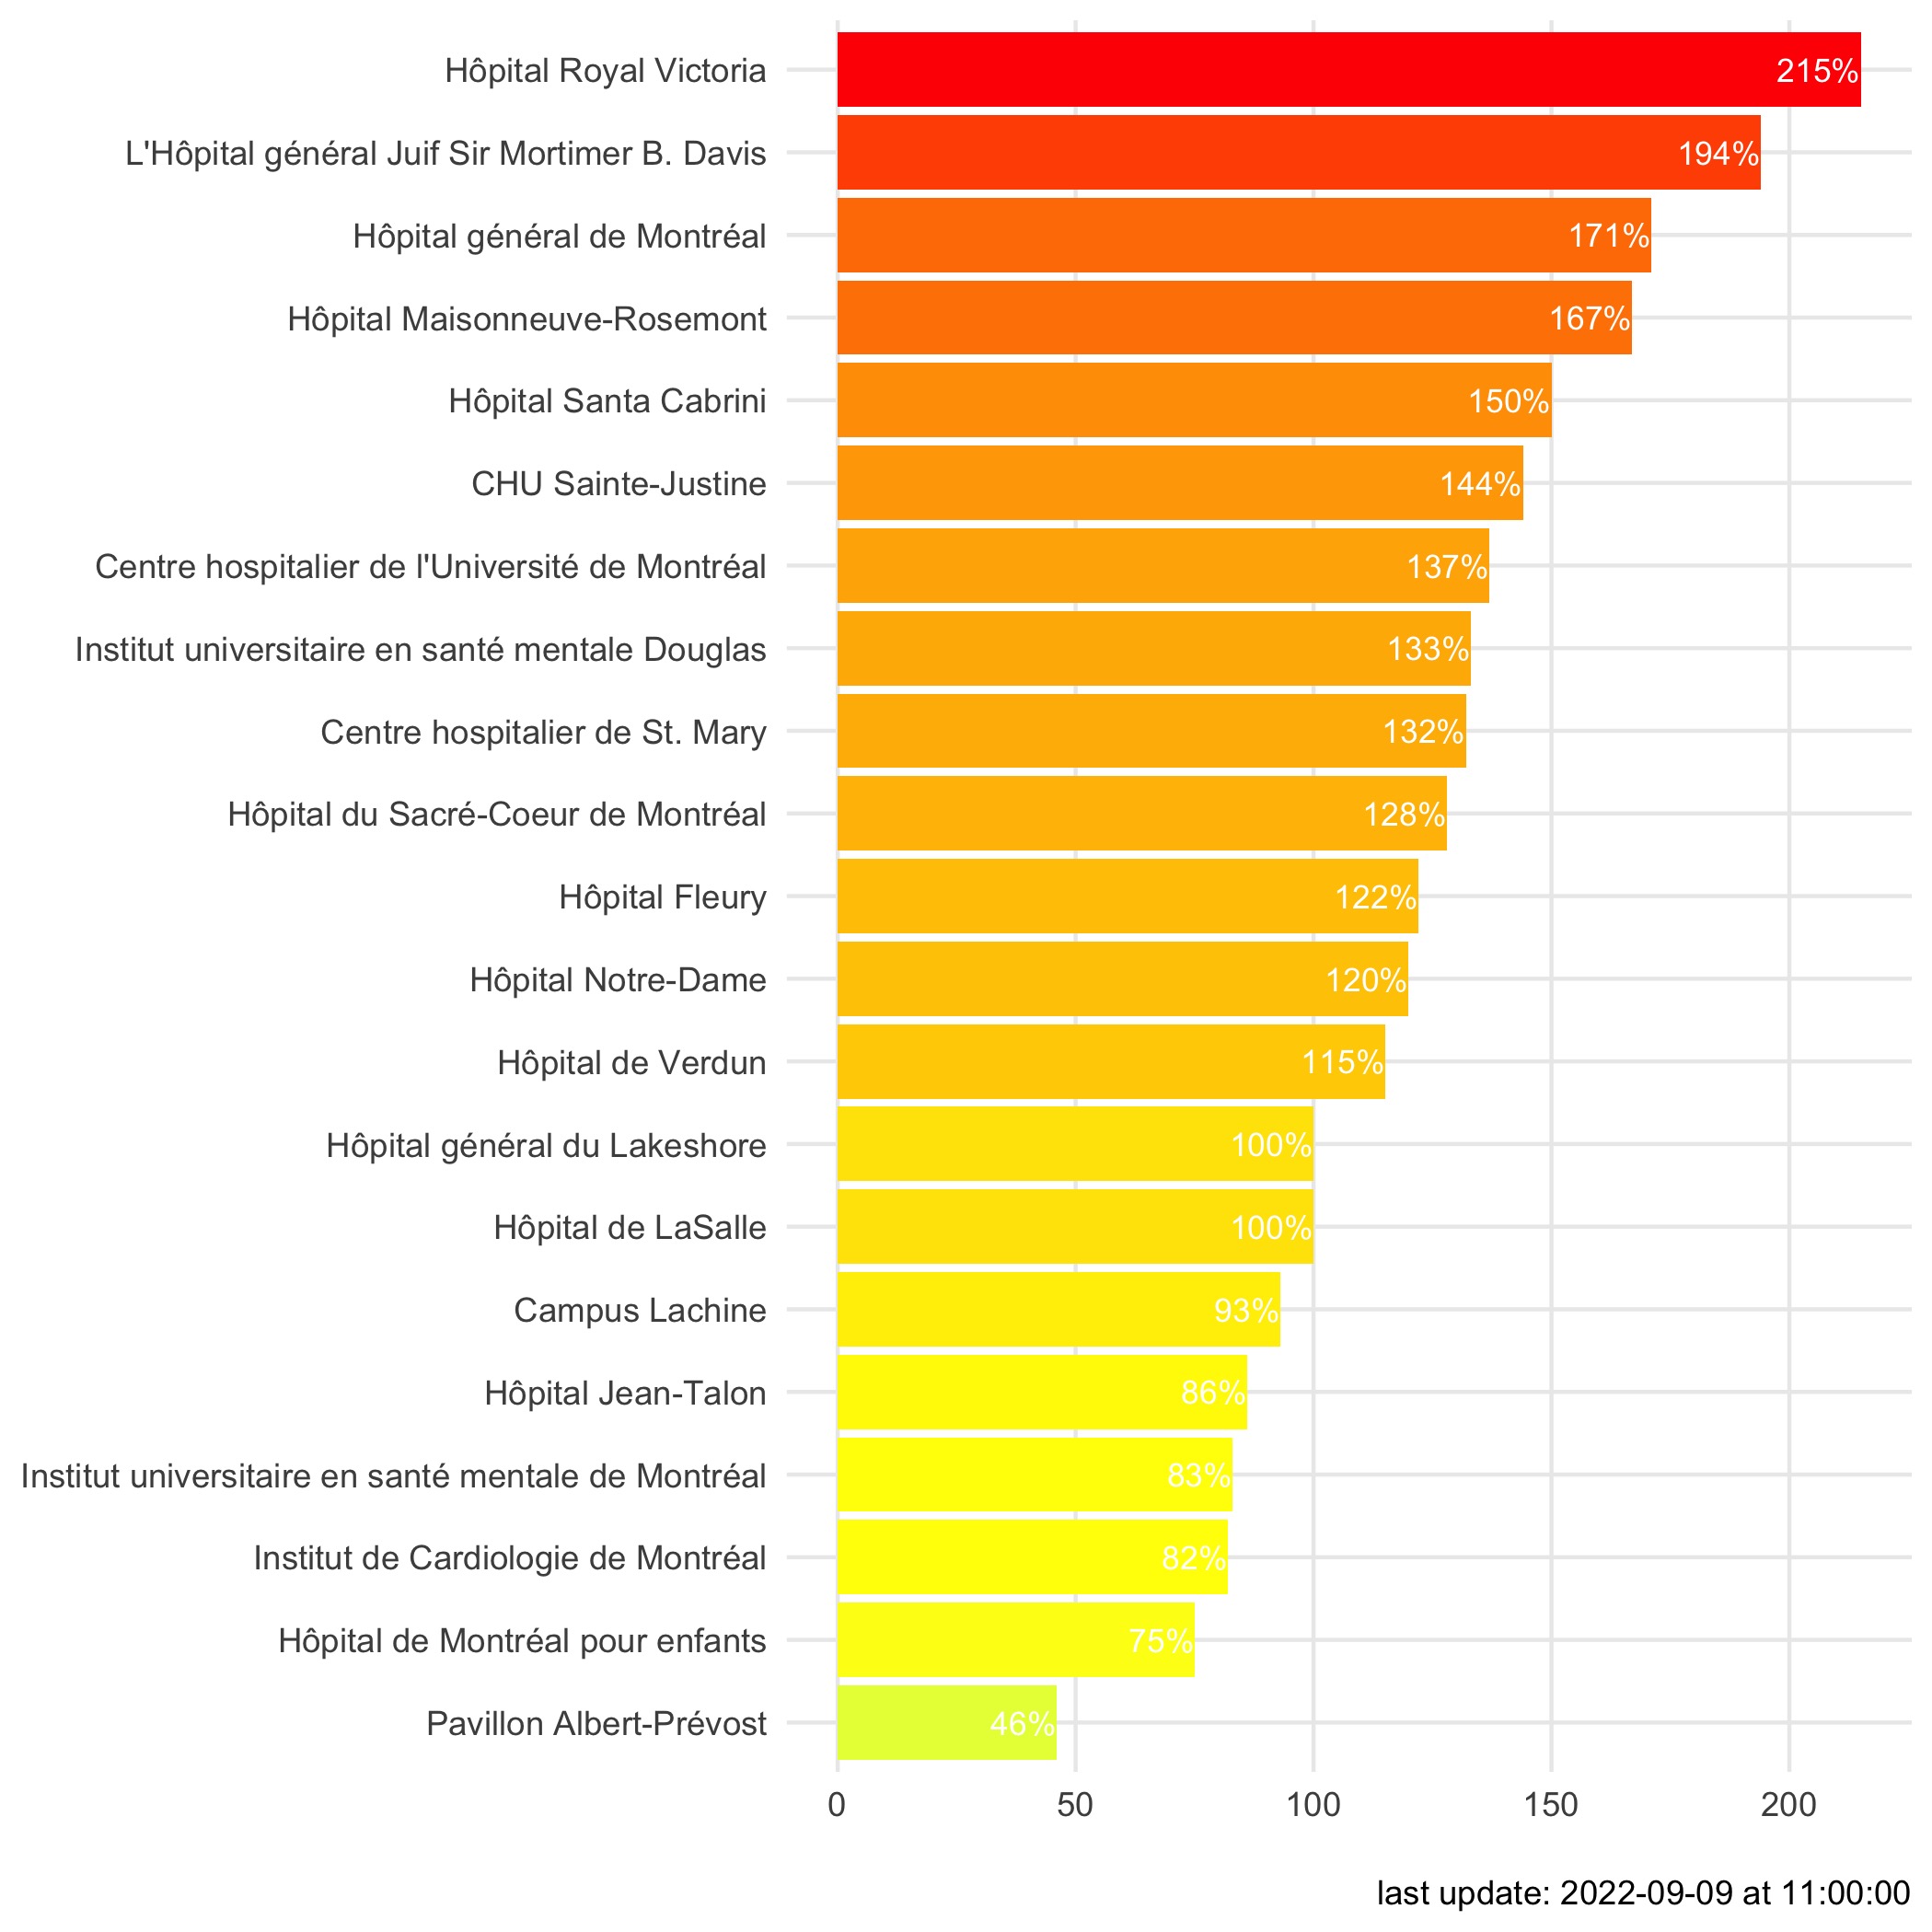 Hôpital Royal Victoria 215%
L'Hôpital général Juif Sir Mortimer B. Davis 194%
Hôpital général de Montréal 171%
Hôpital Maisonneuve-Rosemont 167%
Hôpital Santa Cabrini 150%
CHU Sainte-Justine 144%
Centre hospitalier de l'Université de Montréal 137%
Institut universitaire en santé mentale Douglas 133%
Centre hospitalier de St. Mary 132%
Hôpital du Sacré-Coeur de Montréal 128%
Hôpital Fleury 122%
Hôpital Notre-Dame 120%
Hôpital de Verdun 115%
Hôpital général du Lakeshore 100%
Hôpital de LaSalle 100%
Campus Lachine 93%
Hôpital Jean-Talon 86%
Institut universitaire en santé mentale de Montréal 83%
Institut de Cardiologie de Montréal 82%
Hôpital de Montréal pour enfants 75%
Pavillon Albert-Prévost 46%
0 50 100 150 200
last update: 2022-09-09 at 11:00:00